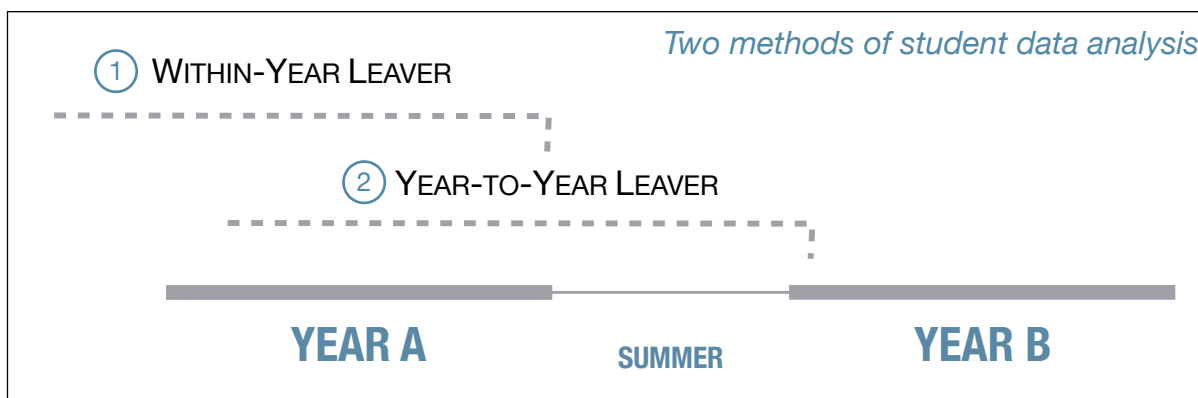 Two methods of student data analysis
1 WITHIN-YEAR LEAVER
2 YEAR-TO-YEAR LEAVER
YEAR A
SUMMER
YEAR B